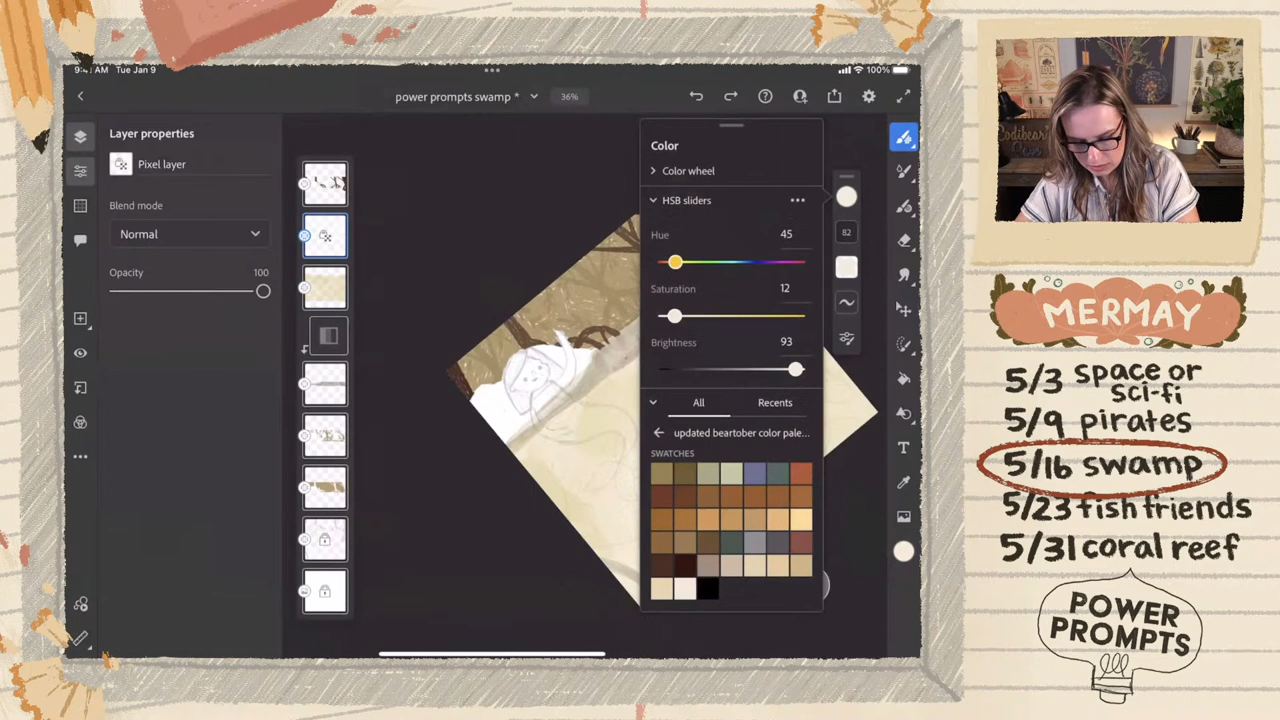 9:41 AM Tue Jan 9
100%
power prompts swamp *
36%
Layer properties
Pixel layer
Blend mode
Normal
Opacity
100
Color
Color wheel
HSB sliders
Hue
45
Saturation
12
Brightness
93
All
Recents
updated beartober color pale...
SWATCHES
82
T
MERMAY
5/3 space or
sci-fi
5/9 pirates
5/16 swamp
5/23 fish friends
5/31 coral reef
POWER
PROMPTS